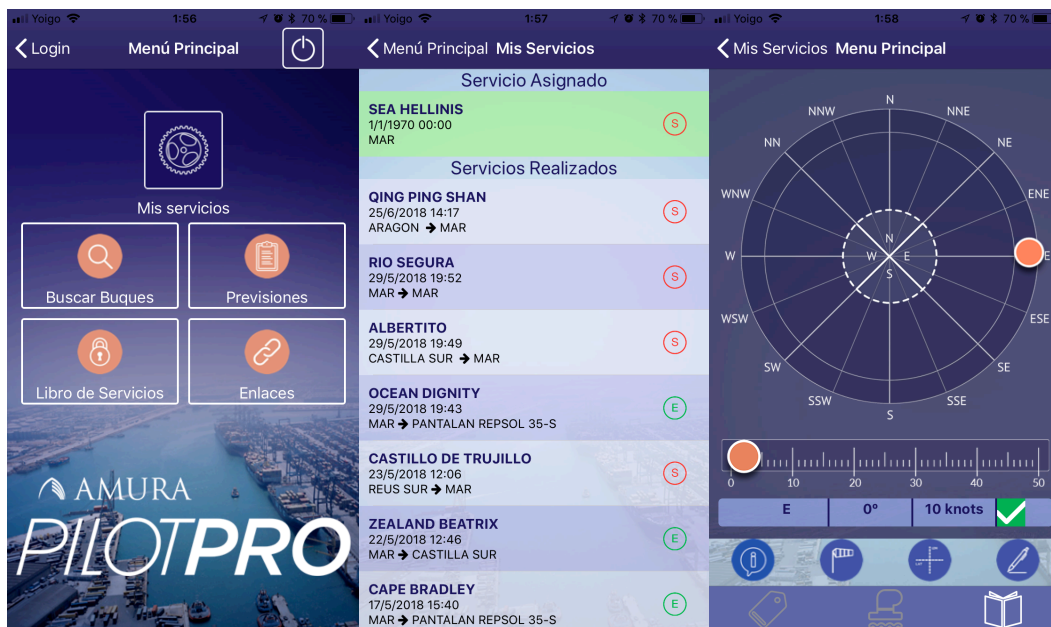 Yoigo 1:56 70 %
Login Menú Principal
Mis servicios
Buscar Buques Previsiones
Libro de Servicios Enlaces
AMURA
PILOTPRO
Yoigo 1:57 70 %
Menú Principal Mis Servicios
Servicio Asignado
SEA HELLINIS
1/1/1970 00:00
MAR
S
Servicios Realizados
QING PING SHAN
25/6/2018 14:17
ARAGON → MAR
S
RIO SEGURA
29/5/2018 19:52
MAR → MAR
S
ALBERTITO
29/5/2018 19:49
CASTILLA SUR → MAR
S
OCEAN DIGNITY
29/5/2018 19:43
MAR → PANTALAN REPSOL 35-S
E
CASTILLO DE TRUJILLO
23/5/2018 12:06
REUS SUR → MAR
S
ZEALAND BEATRIX
22/5/2018 12:46
MAR → CASTILLA SUR
E
CAPE BRADLEY
17/5/2018 15:40
MAR → PANTALAN REPSOL 35-S
E
Yoigo 1:58 70 %
Mis Servicios Menu Principal
N
NNW NNE
NN NE
WNW ENE
N
W W E E
S
WSW ESE
SW SE
SSW SSE
S
0 10 20 30 40 50
E 0° 10 knots